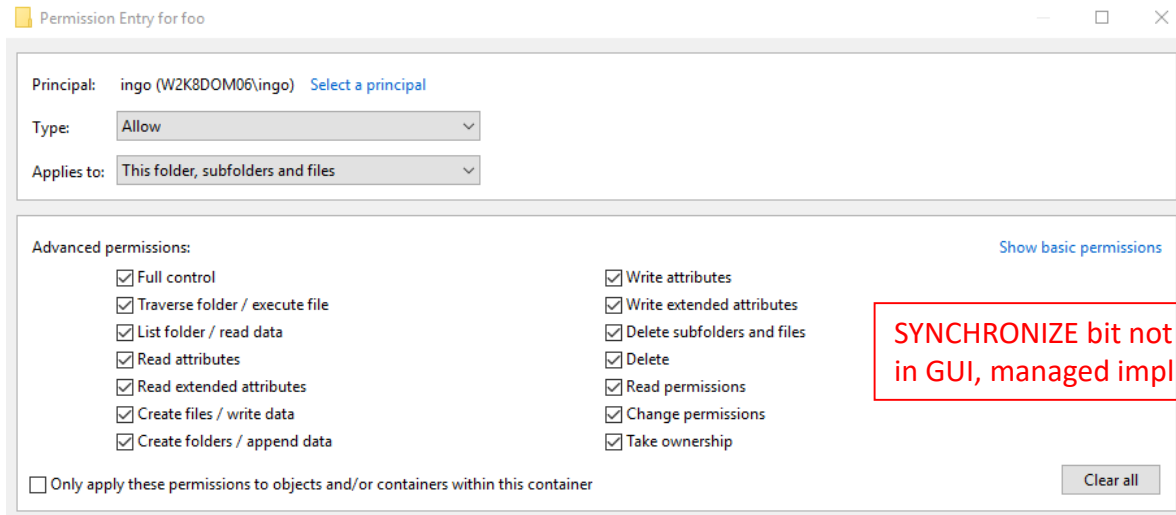 Permission Entry for foo
Principal: ingo (W2K8DOM06\ingo) Select a principal
Type: Allow
Applies to: This folder, subfolders and files
Advanced permissions: Show basic permissions
Full control
Traverse folder / execute file
List folder / read data
Read attributes
Read extended attributes
Create files / write data
Create folders / append data
Write attributes
Write extended attributes
Delete subfolders and files
Delete
Read permissions
Change permissions
Take ownership
SYNCHRONIZE bit not
in GUI, managed impl
Only apply these permissions to objects and/or containers within this container
Clear all